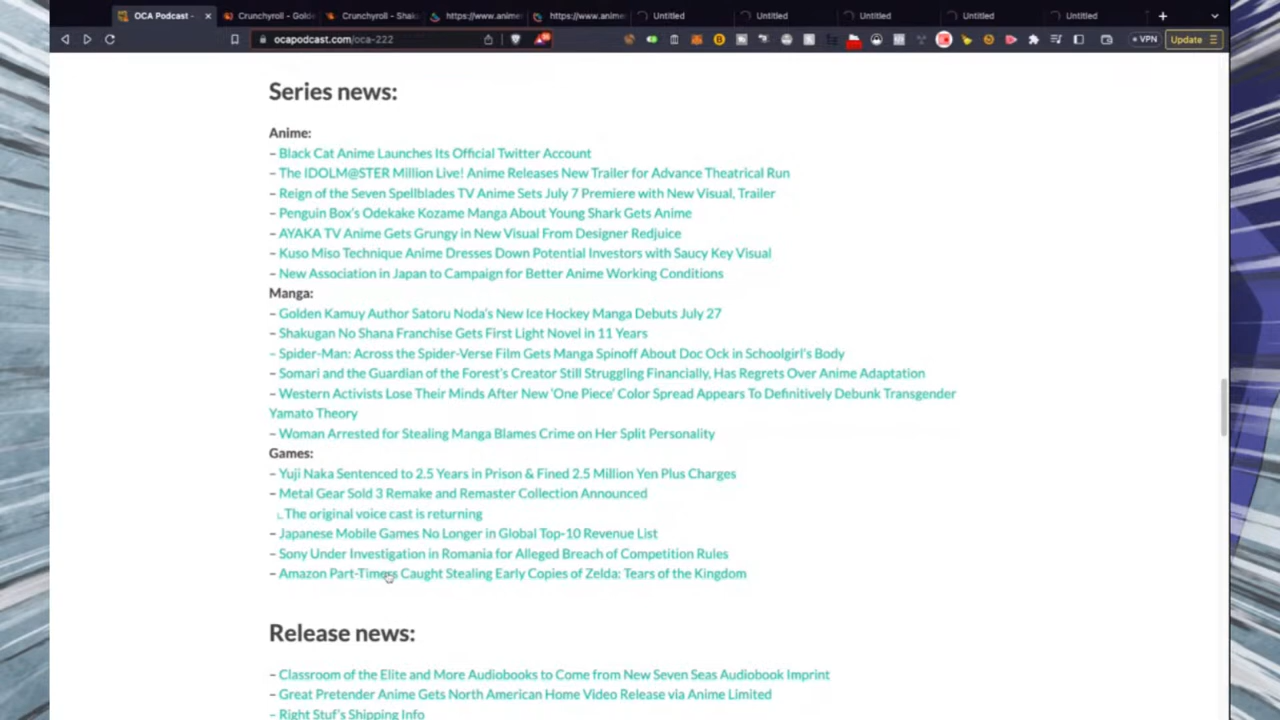 OCA Podcast -
Crunchyroll - Golde
Crunchyroll - Shaku
https://www.anime
https://www.anime
Untitled
Untitled
Untitled
Untitled
Untitled
ocapodcast.com/oca-222
VPN
Update
Series news:
Anime:
– Black Cat Anime Launches Its Official Twitter Account
– The IDOLM@STER Million Live! Anime Releases New Trailer for Advance Theatrical Run
– Reign of the Seven Spellblades TV Anime Sets July 7 Premiere with New Visual, Trailer
– Penguin Box's Odekake Kozame Manga About Young Shark Gets Anime
– AYAKA TV Anime Gets Grungy in New Visual From Designer Redjuice
– Kuso Miso Technique Anime Dresses Down Potential Investors with Saucy Key Visual
– New Association in Japan to Campaign for Better Anime Working Conditions
Manga:
– Golden Kamuy Author Satoru Noda's New Ice Hockey Manga Debuts July 27
– Shakugan No Shana Franchise Gets First Light Novel in 11 Years
– Spider-Man: Across the Spider-Verse Film Gets Manga Spinoff About Doc Ock in Schoolgirl's Body
– Somari and the Guardian of the Forest's Creator Still Struggling Financially, Has Regrets Over Anime Adaptation
– Western Activists Lose Their Minds After New 'One Piece' Color Spread Appears To Definitively Debunk Transgender
Yamato Theory
– Woman Arrested for Stealing Manga Blames Crime on Her Split Personality
Games:
– Yuji Naka Sentenced to 2.5 Years in Prison & Fined 2.5 Million Yen Plus Charges
– Metal Gear Sold 3 Remake and Remaster Collection Announced
⌞The original voice cast is returning
– Japanese Mobile Games No Longer in Global Top-10 Revenue List
– Sony Under Investigation in Romania for Alleged Breach of Competition Rules
– Amazon Part-Timers Caught Stealing Early Copies of Zelda: Tears of the Kingdom
Release news:
– Classroom of the Elite and More Audiobooks to Come from New Seven Seas Audiobook Imprint
– Great Pretender Anime Gets North American Home Video Release via Anime Limited
– Right Stuf's Shipping Info